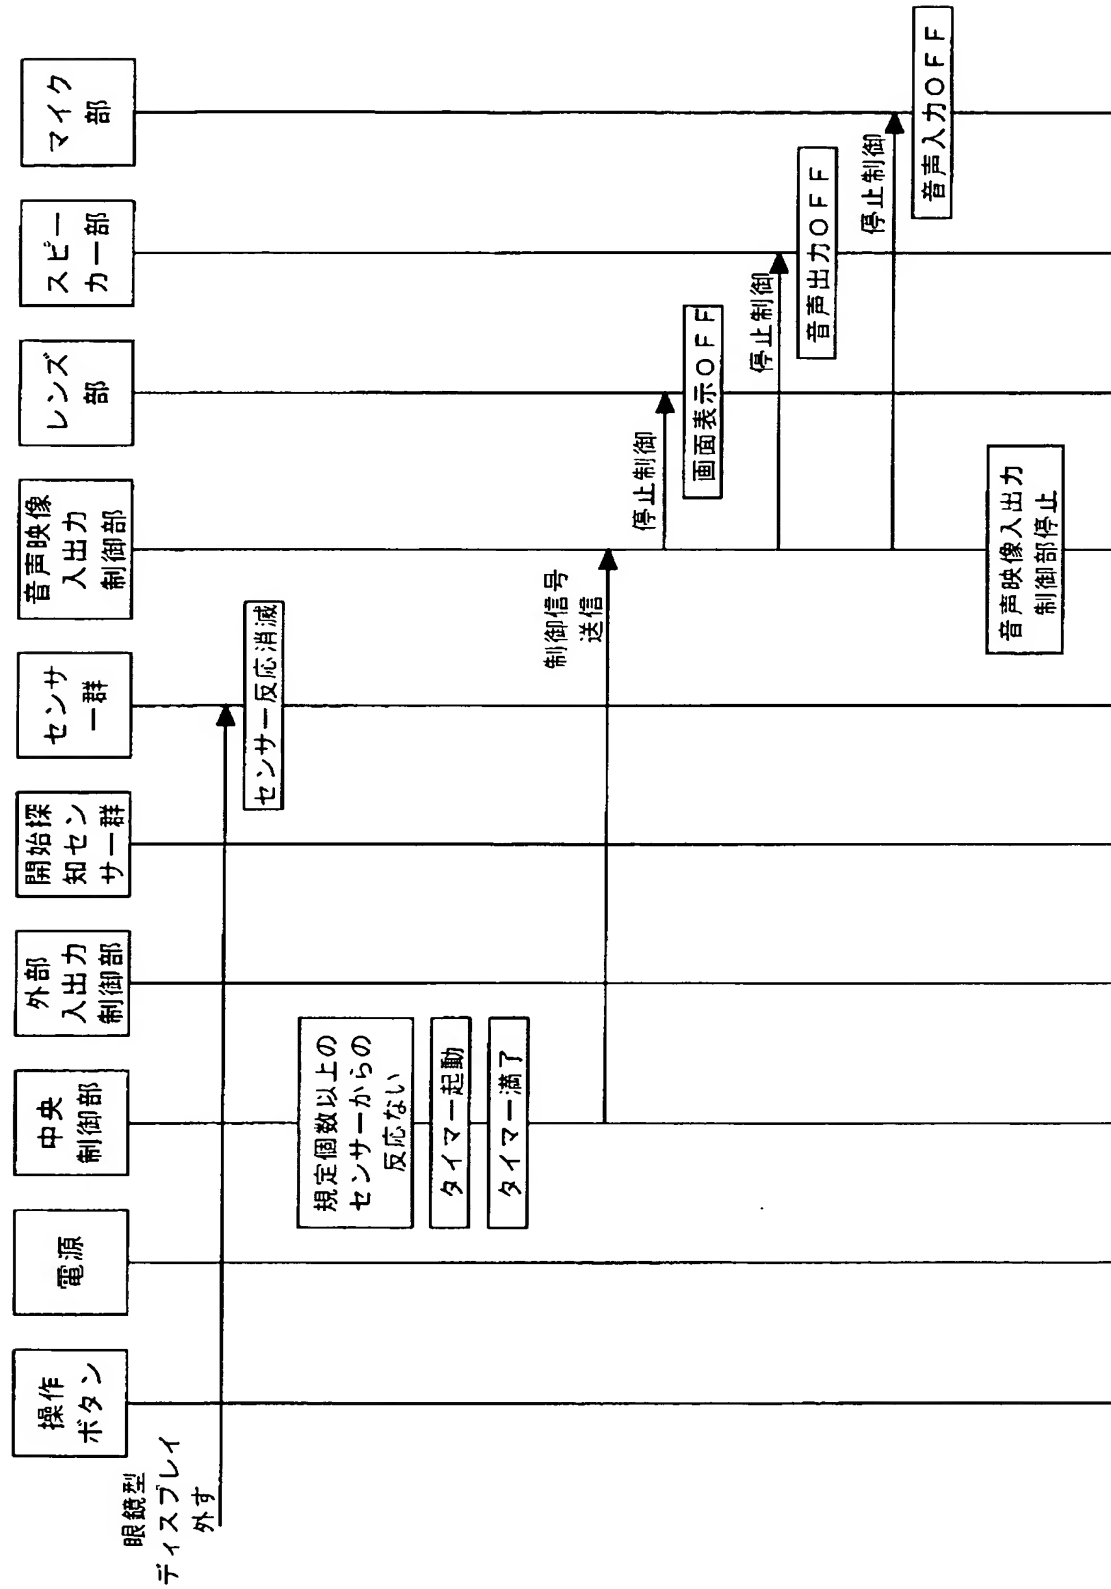 操作
ボタン
電源
中央
制御部
外部
入出力
制御部
開始探
知セン
サー群
センサ
ー群
音声映像
入出力
制御部
レンズ
部
スピー
カー部
マイク
部
眼鏡型
ディスプレイ
外す
センサー反応消滅
規定個数以上の
センサーからの
反応ない
タイマー起動
タイマー満了
制御信号
送信
停止制御
画面表示OFF
停止制御
音声出力OFF
停止制御
音声入力OFF
音声映像入出力
制御部停止